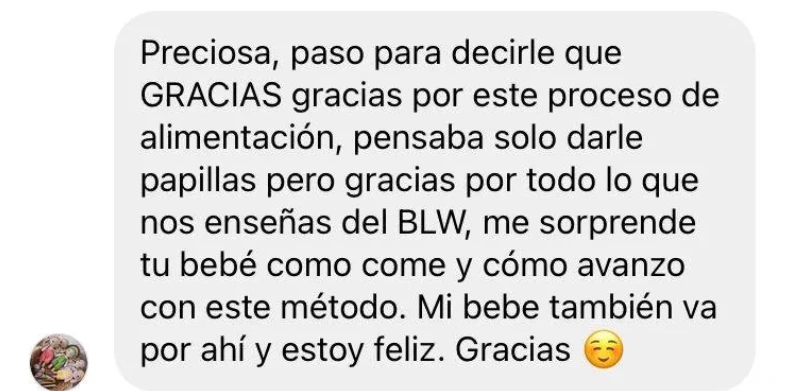 Preciosa, paso para decirle que
GRACIAS gracias por este proceso de
alimentación, pensaba solo darle
papillas pero gracias por todo lo que
nos enseñas del BLW, me sorprende
tu bebé como come y cómo avanzo
con este método. Mi bebe también va
por ahí y estoy feliz. Gracias ☺️